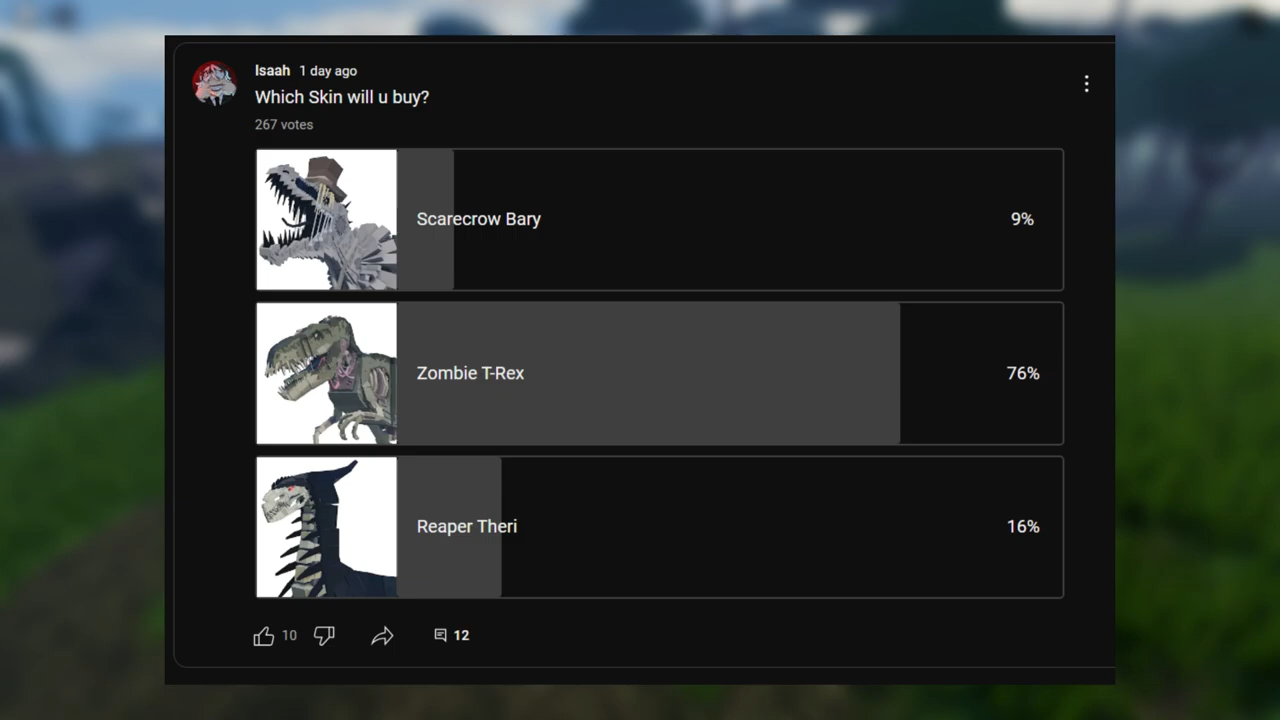 Isaah 1 day ago
Which Skin will u buy?
267 votes
Scarecrow Bary 9%
Zombie T-Rex 76%
Reaper Theri 16%
10 12